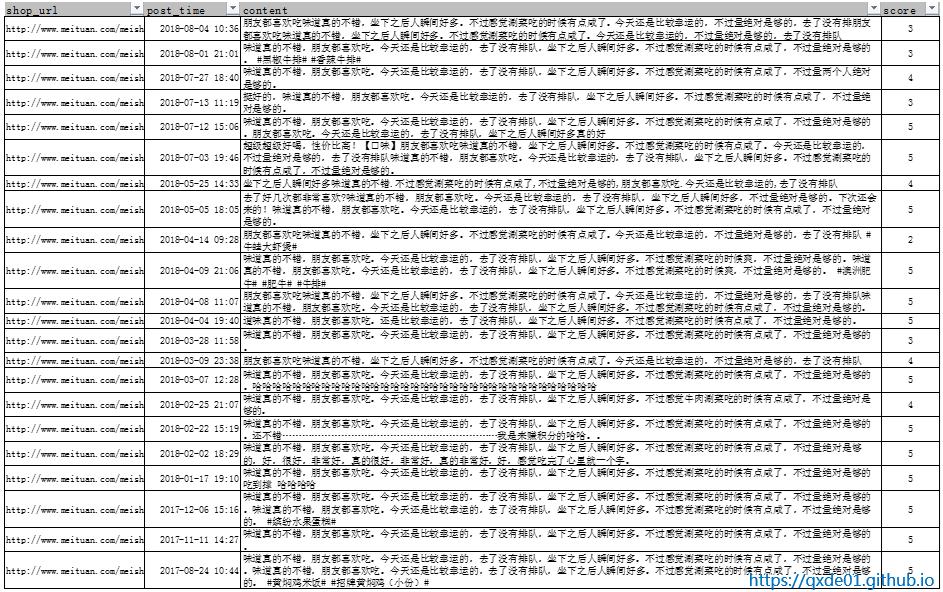 shop_url post_time content score
http://www.meituan.com/meish 2018-08-04 10:36 朋友都喜欢吃味道真的不错，坐下之后人瞬间好多。不过感觉涮菜吃的时候有点咸了。今天还是比较幸运的，不过量绝对是够的，去了没有排朋友
都喜欢吃味道真的不错，坐下之后人瞬间好多。不过感觉涮菜吃的时候有点咸了。今天还是比较幸运的，不过量绝对是够的，去了没有排队 3
http://www.meituan.com/meish 2018-08-01 21:01 味道真的不错，朋友都喜欢吃。今天还是比较幸运的，去了没有排队，坐下之后人瞬间好多。不过感觉涮菜吃的时候有点咸了，不过量绝对是够的
。 #黑椒牛排# #香辣牛排# 3
http://www.meituan.com/meish 2018-07-27 18:40 味道真的不错，朋友都喜欢吃。今天还是比较幸运的，去了没有排队，坐下之后人瞬间好多。不过感觉涮菜吃的时候有点咸了，不过量两个人绝对
是够的。 4
http://www.meituan.com/meish 2018-07-13 11:19 挺好的，味道真的不错，朋友都喜欢吃。今天还是比较幸运的，去了没有排队，坐下之后人瞬间好多。不过感觉涮菜吃的时候有点咸了，不过量绝
对是够的。 3
http://www.meituan.com/meish 2018-07-12 15:06 味道真的不错，朋友都喜欢吃。今天还是比较幸运的，去了没有排队，坐下之后人瞬间好多。不过感觉涮菜吃的时候有点咸了，不过量绝对是够的
。朋友都喜欢吃。今天还是比较幸运的，去了没有排队，坐下之后人瞬间好多真的好 5
http://www.meituan.com/meish 2018-07-03 19:46 超级超级好喝，性价比高！【口味】朋友都喜欢吃味道真的不错，坐下之后人瞬间好多。不过感觉涮菜吃的时候有点咸了。今天还是比较幸运的，
不过量绝对是够的，去了没有排队味道真的不错，朋友都喜欢吃。今天还是比较幸运的，去了没有排队，坐下之后人瞬间好多。不过感觉涮菜吃的
时候有点咸了，不过量绝对是够的。 5
http://www.meituan.com/meish 2018-05-25 14:33 坐下之后人瞬间好多味道真的不错.不过感觉涮菜吃的时候有点咸了,不过量绝对是够的,朋友都喜欢吃.今天还是比较幸运的,去了没有排队 4
http://www.meituan.com/meish 2018-05-05 18:05 去了好几次都非常喜欢?味道真的不错，朋友都喜欢吃。今天还是比较幸运的，去了没有排队，坐下之后人瞬间好多，不过量绝对是够的。下次还会
来的！味道真的不错，朋友都喜欢吃。今天还是比较幸运的，去了没有排队，坐下之后人瞬间好多。不过感觉涮菜吃的时候有点咸了，不过量绝对
是够的。 5
http://www.meituan.com/meish 2018-04-14 09:28 朋友都喜欢吃味道真的不错，坐下之后人瞬间好多。不过感觉涮菜吃的时候有点咸了。今天还是比较幸运的，不过量绝对是够的，去了没有排队 #
牛蛙大虾煲# 2
http://www.meituan.com/meish 2018-04-09 21:06 味道真的不错，朋友都喜欢吃。今天还是比较幸运的，去了没有排队，坐下之后人瞬间好多。不过感觉涮菜吃的时候爽，不过量绝对是够的。味道
真的不错，朋友都喜欢吃。今天还是比较幸运的，去了没有排队，坐下之后人瞬间好多。不过感觉涮菜吃的时候爽，不过量绝对是够的。 #澳洲肥
牛# #肥牛# #牛排# 5
http://www.meituan.com/meish 2018-04-08 11:07 朋友都喜欢吃味道真的不错，坐下之后人瞬间好多。不过感觉涮菜吃的时候有点咸了.今天还是比较幸运的，不过量绝对是够的，去了没有排队味
道真的不错，朋友都喜欢吃。今天还是比较幸运的，去了没有排队，坐下之后人瞬间好多。不过感觉涮菜吃的时候有点咸了，不过量绝对是够的。 5
http://www.meituan.com/meish 2018-04-04 19:40 道味真的不错，朋友都喜欢吃。还是比较幸运的，去了没有排队，坐下之后人瞬间好多。不过感觉涮菜吃的时候有点咸了，不过量绝对是够的。 5
http://www.meituan.com/meish 2018-03-28 11:58 味道真的不错，朋友都喜欢吃。今天还是比较幸运的，去了没有排队，坐下之后人瞬间好多。不过感觉涮菜吃的时候有点咸了，不过量绝对是够的
。 3
http://www.meituan.com/meish 2018-03-09 23:38 朋友都喜欢吃味道真的不错，坐下之后人瞬间好多。不过感觉涮菜吃的时候有点咸了。今天还是比较幸运的，不过量绝对是够的，去了没有排队 4
http://www.meituan.com/meish 2018-03-07 12:28 味道真的不错，朋友都喜欢吃。今天还是比较幸运的，去了没有排队，坐下之后人瞬间好多。不过感觉涮菜吃的时候有点咸了，不过量绝对是够的
。哈哈哈哈哈哈哈哈哈哈哈哈哈哈哈哈哈哈哈哈哈哈哈哈哈哈哈哈哈哈哈哈哈哈哈 5
http://www.meituan.com/meish 2018-02-25 21:07 味道真的不错，朋友都喜欢吃。今天还是比较幸运的，去了没有排队，坐下之后人瞬间好多。不过感觉牛肉涮菜吃的时候有点咸了，不过量绝对是
够的。 4
http://www.meituan.com/meish 2018-02-22 15:19 味道真的不错，朋友都喜欢吃。今天还是比较幸运的，去了没有排队，坐下之后人瞬间好多。不过感觉涮菜吃的时候有点咸了，不过量绝对是够的
。还不错……………………………………………………………我是来赚积分的哈哈。。 5
http://www.meituan.com/meish 2018-02-02 18:29 味道真的不错，朋友都喜欢吃。今天还是比较幸运的，去了没有排队，坐下之后人瞬间好多。不过感觉涮菜吃的时候有点咸了，不过量绝对是够
的。好，很好，非常好，真的很好，非常好，真的非常好，好，感觉吃完了心里就一个字。 5
http://www.meituan.com/meish 2018-01-17 19:10 味道真的不错，朋友都喜欢吃。今天还是比较幸运的，去了没有排队，坐下之后人瞬间好多。不过感觉涮菜吃的时候有点咸了，不过量绝对是够的
吃到撑 哈哈哈哈 5
http://www.meituan.com/meish 2017-12-06 15:16 味道真的不错，朋友都喜欢吃。今天还是比较幸运的，去了没有排队，坐下之后人瞬间好多。不过感觉涮菜吃的时候有点咸了，不过量绝对是够的
。味道真的不错，朋友都喜欢吃。今天还是比较幸运的，去了没有排队，坐下之后人瞬间好多。不过感觉涮菜吃的时候有点咸了，不过量绝对是够
的。 #缤纷水果蛋糕# 5
http://www.meituan.com/meish 2017-11-11 14:27 味道真的不错，朋友都喜欢吃。今天还是比较幸运的，去了没有排队，坐下之后人瞬间好多。不过感觉涮菜吃的时候有点咸了，不过量绝对是够的
。 5
http://www.meituan.com/meish 2017-08-24 10:44 味道真的不错，朋友都喜欢吃。今天还是比较幸运的，去了没有排队，坐下之后人瞬间好多。不过感觉涮菜吃的时候有点咸了，不过量绝对是够的
。味道真的不错，朋友都喜欢吃。今天还是比较幸运的，去了没有排队，坐下之后人瞬间好多。不过感觉涮菜吃的时候有点咸了，不过量绝对是够
的。 #黄焖鸡米饭# #招牌黄焖鸡（小份）# 5
https://qxde01.github.io